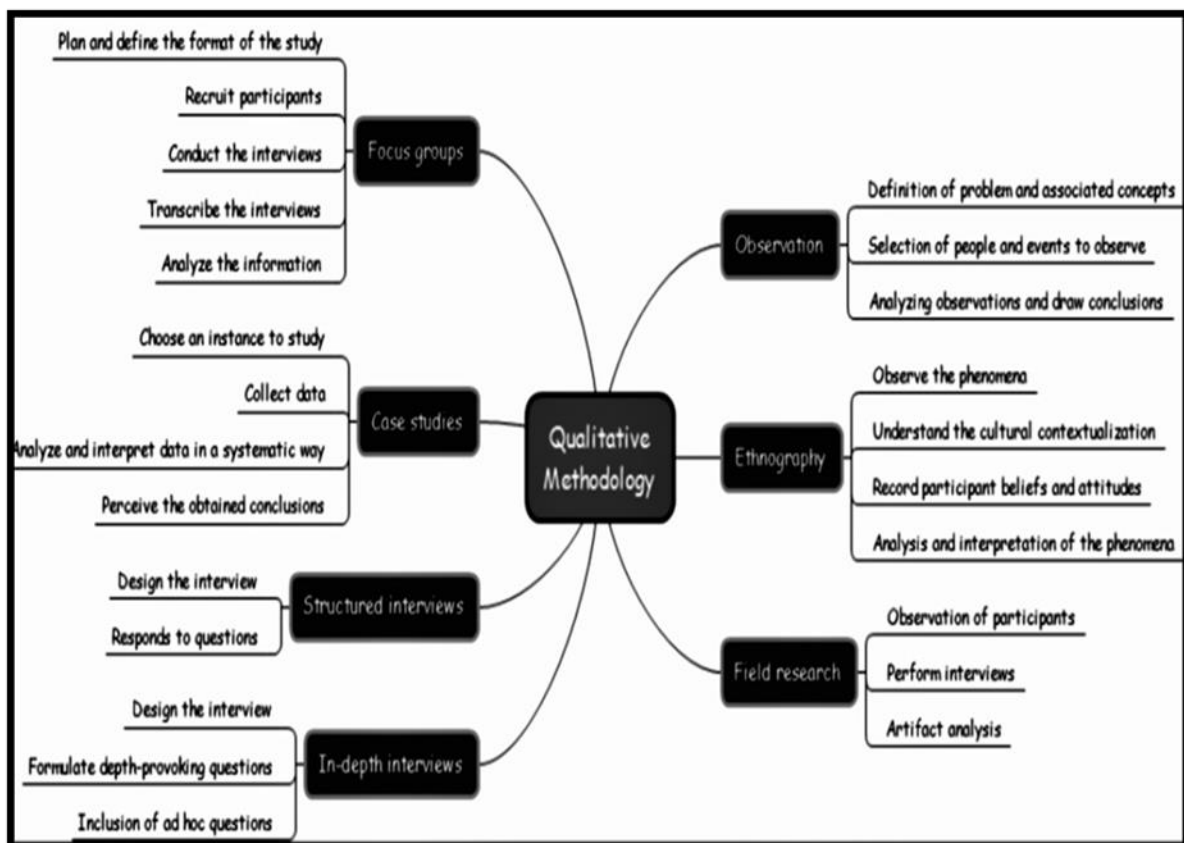 Plan and define the format of the study
Recruit participants
Conduct the interviews
Transcribe the interviews
Analyze the information
Focus groups
Choose an instance to study
Collect data
Analyze and interpret data in a systematic way
Perceive the obtained conclusions
Case studies
Design the interview
Responds to questions
Structured interviews
Design the interview
Formulate depth-provoking questions
Inclusion of ad hoc questions
In-depth interviews
Qualitative
Methodology
Observation
Definition of problem and associated concepts
Selection of people and events to observe
Analyzing observations and draw conclusions
Ethnography
Observe the phenomena
Understand the cultural contextualization
Record participant beliefs and attitudes
Analysis and interpretation of the phenomena
Field research
Observation of participants
Perform interviews
Artifact analysis